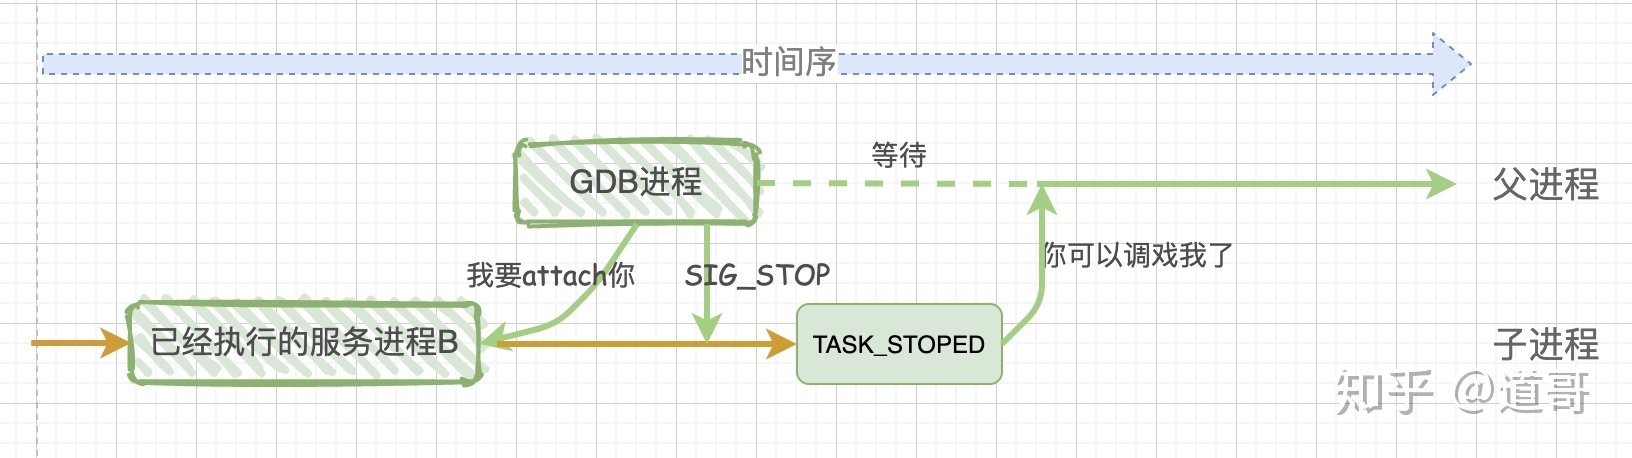 时间序
GDB进程
等待
父进程
我要attach你
SIG_STOP
你可以调戏我了
已经执行的服务进程B
TASK_STOPED
子进程
知乎 @道哥